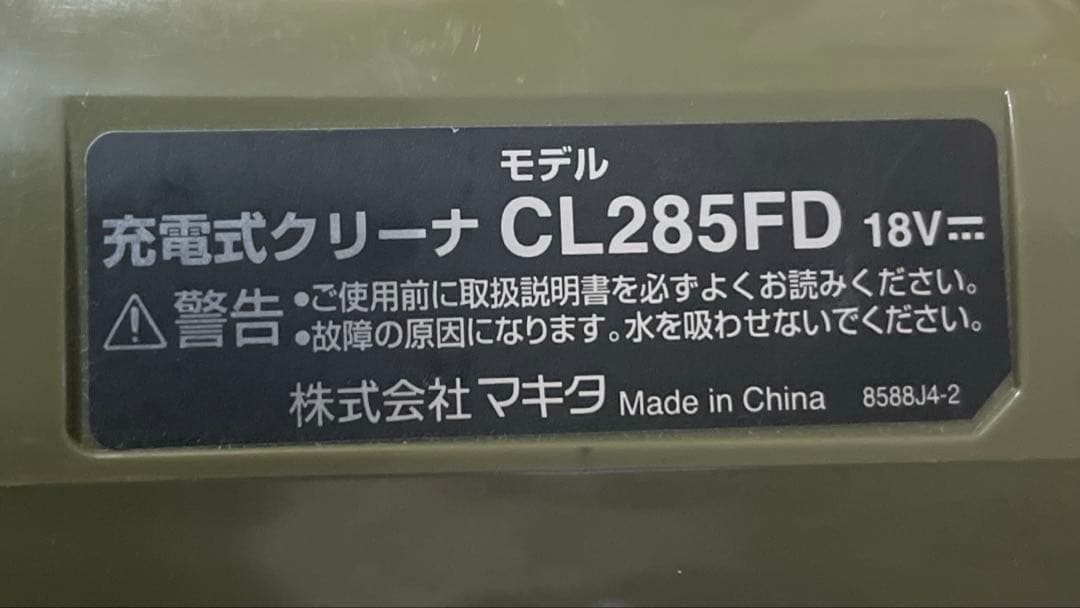 モデル
充電式クリーナ CL285FD 18V⎓
⚠ 警告 •ご使用前に取扱説明書を必ずよくお読みください。
•故障の原因になります。水を吸わせないでください。
株式会社 マキタ Made in China 8588J4-2